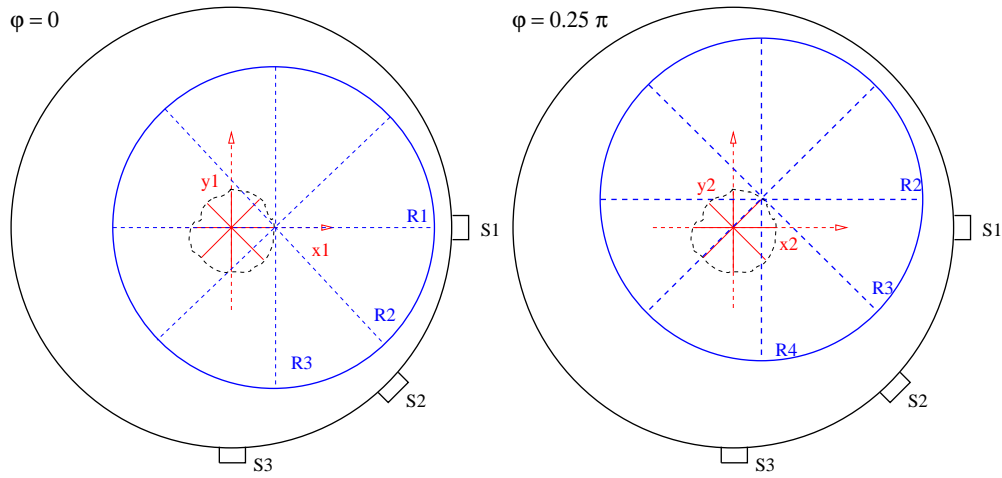 φ = 0
y1
R1
S1
x1
R2
R3
S2
S3
φ = 0.25 π
y2
R2
S1
x2
R3
R4
S2
S3